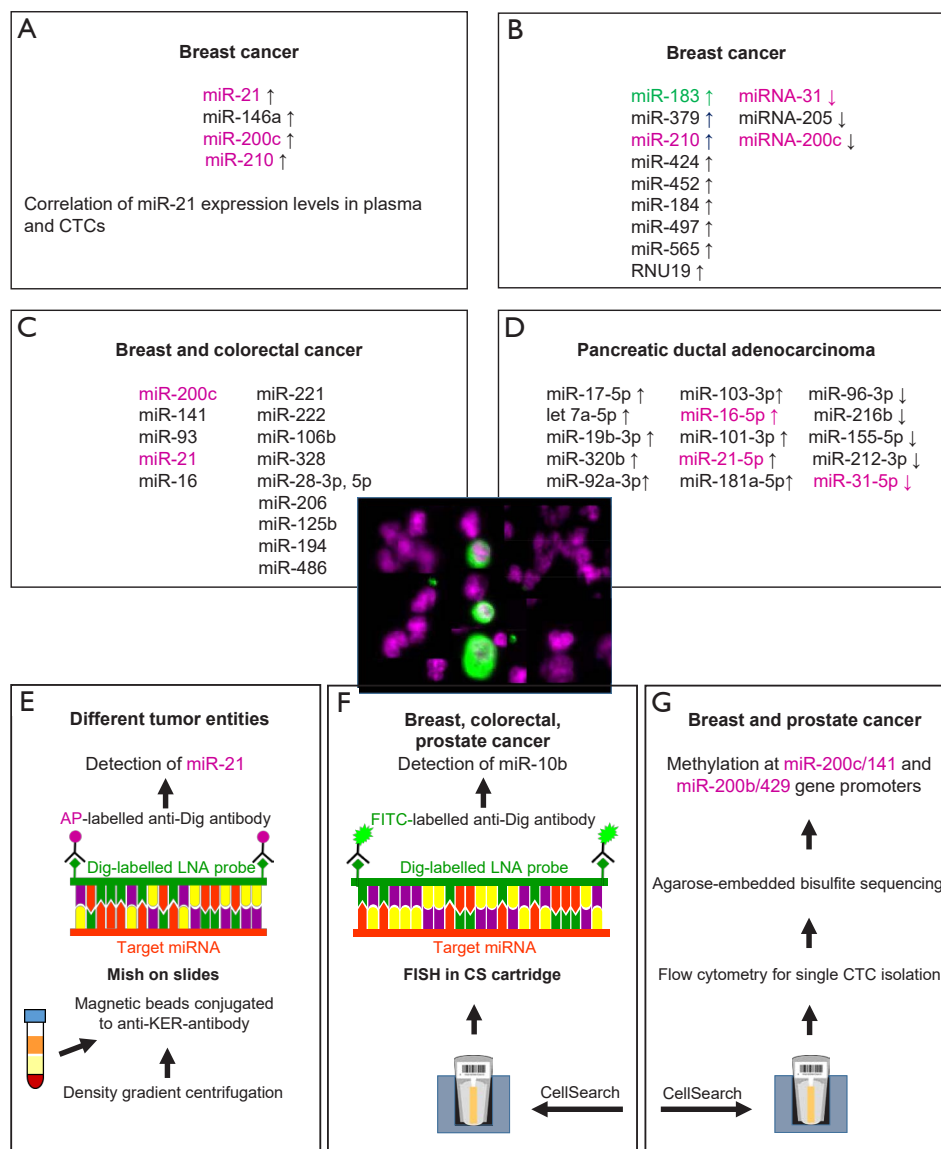 A
Breast cancer
miR-21 ↑
miR-146a ↑
miR-200c ↑
miR-210 ↑
Correlation of miR-21 expression levels in plasma
and CTCs
B
Breast cancer
miR-183 ↑
miR-379 ↑
miR-210 ↑
miR-424 ↑
miR-452 ↑
miR-184 ↑
miR-497 ↑
miR-565 ↑
RNU19 ↑
miRNA-31 ↓
miRNA-205 ↓
miRNA-200c ↓
C
Breast and colorectal cancer
miR-200c
miR-141
miR-93
miR-21
miR-16
miR-221
miR-222
miR-106b
miR-328
miR-28-3p, 5p
miR-206
miR-125b
miR-194
miR-486
D
Pancreatic ductal adenocarcinoma
miR-17-5p ↑
let 7a-5p ↑
miR-19b-3p ↑
miR-320b ↑
miR-92a-3p↑
miR-103-3p↑
miR-16-5p ↑
miR-101-3p ↑
miR-21-5p ↑
miR-181a-5p↑
miR-96-3p ↓
miR-216b ↓
miR-155-5p ↓
miR-212-3p ↓
miR-31-5p ↓
E
Different tumor entities
Detection of miR-21
AP-labelled anti-Dig antibody
Dig-labelled LNA probe
Target miRNA
Mish on slides
Magnetic beads conjugated
to anti-KER-antibody
Density gradient centrifugation
F
Breast, colorectal,
prostate cancer
Detection of miR-10b
FITC-labelled anti-Dig antibody
Dig-labelled LNA probe
Target miRNA
FISH in CS cartridge
CellSearch
G
Breast and prostate cancer
Methylation at miR-200c/141 and
miR-200b/429 gene promoters
Agarose-embedded bisulfite sequencing
Flow cytometry for single CTC isolation
CellSearch